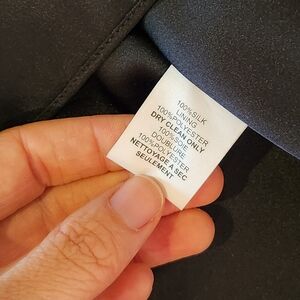 100%SILK
LINING
100%POLYESTER
DRY CLEAN ONLY
100%SOIE
DOUBLURE
100%POLYESTER
NETTOYAGE A SEC
SEULEMENT